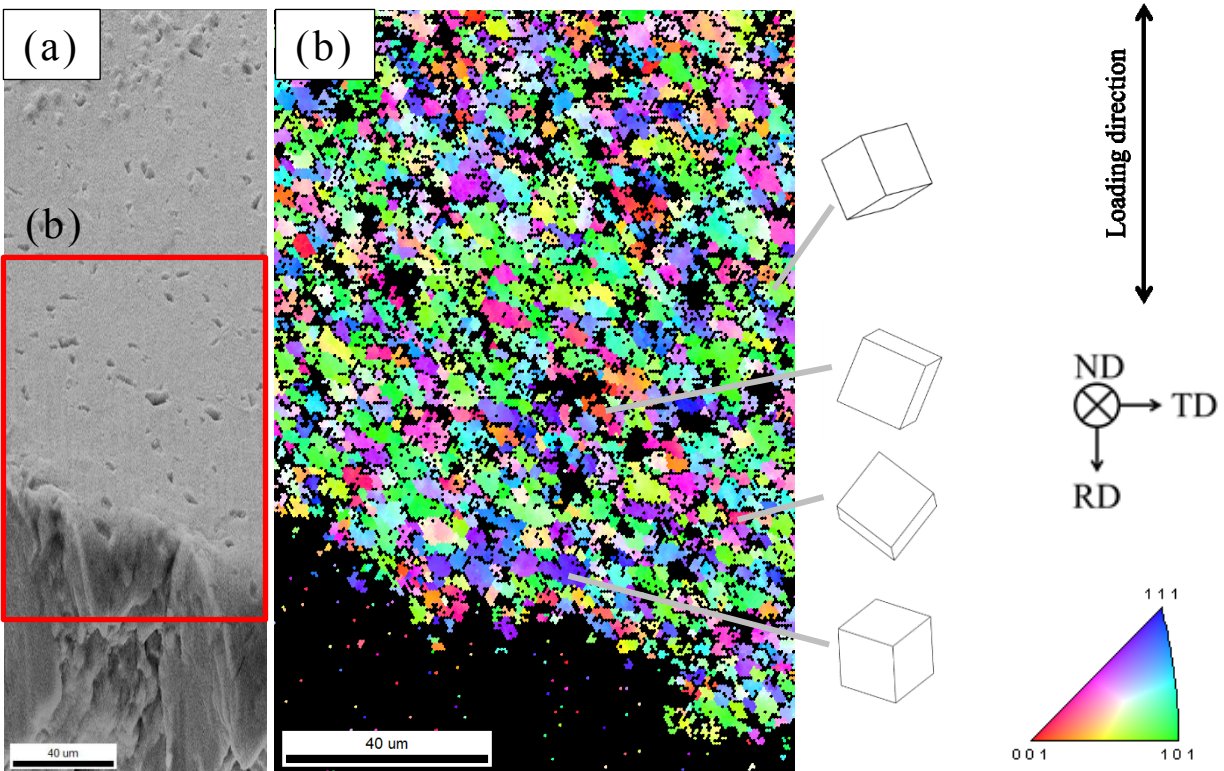 (a)
(b)
(b)
40 um
40 um
Loading direction
ND
TD
RD
1 1 1
0 0 1
1 0 1